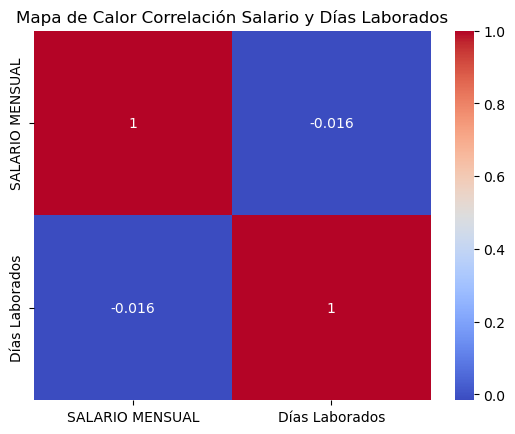 Mapa de Calor Correlación Salario y Días Laborados
SALARIO MENSUAL
Días Laborados
1
-0.016
-0.016
1
SALARIO MENSUAL
Días Laborados
1.0
0.8
0.6
0.4
0.2
0.0